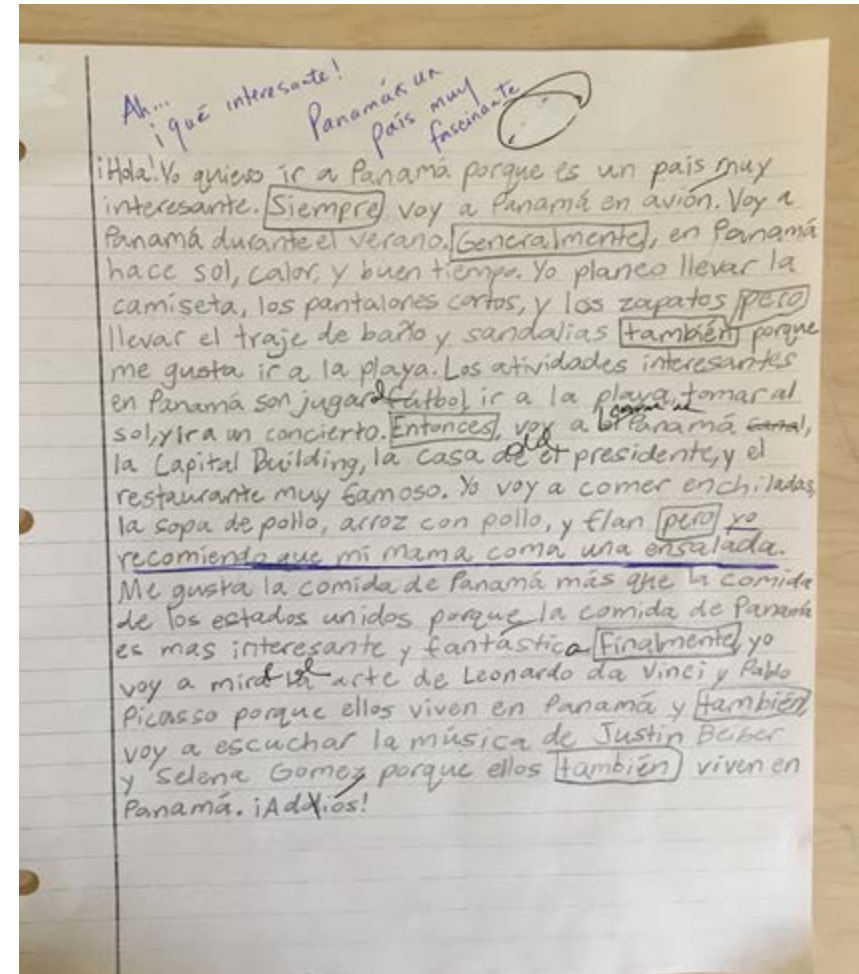 Ah...
¡qué interesante!
Panamá es un
país muy
fascinante
¡Hola! Yo quiero ir a Panamá porque es un país muy
interesante. Siempre voy a Panamá en avión. Voy a
Panamá durante el verano. Generalmente, en Panamá
hace sol, calor, y buen tiempo. Yo planeo llevar la
camiseta, los pantalones cortos, y los zapatos pero
llevar el traje de baño y sandalias también porque
me gusta ir a la playa. Los atividades interesantes
en Panamá son jugar al fútbol, ir a la playa, tomar al
sol, y ir a un concierto. Entonces, voy a Panamá canal,
la Capital Building, la casa del presidente, y el
restaurante muy famoso. Yo voy a comer enchiladas,
la sopa de pollo, arroz con pollo, y flan pero yo
recomiendo que mi mama coma una ensalada.
Me gusta la comida de Panamá más que la comida
de los estados unidos porque la comida de Panamá
es mas interesante y fantástica. Finalmente, yo
voy a mirar el arte de Leonardo da Vinci y Pablo
Picasso porque ellos viven en Panamá y también,
voy a escuchar la música de Justin Beiber
y Selena Gomez porque ellos también viven en
Panamá. ¡Addiós!